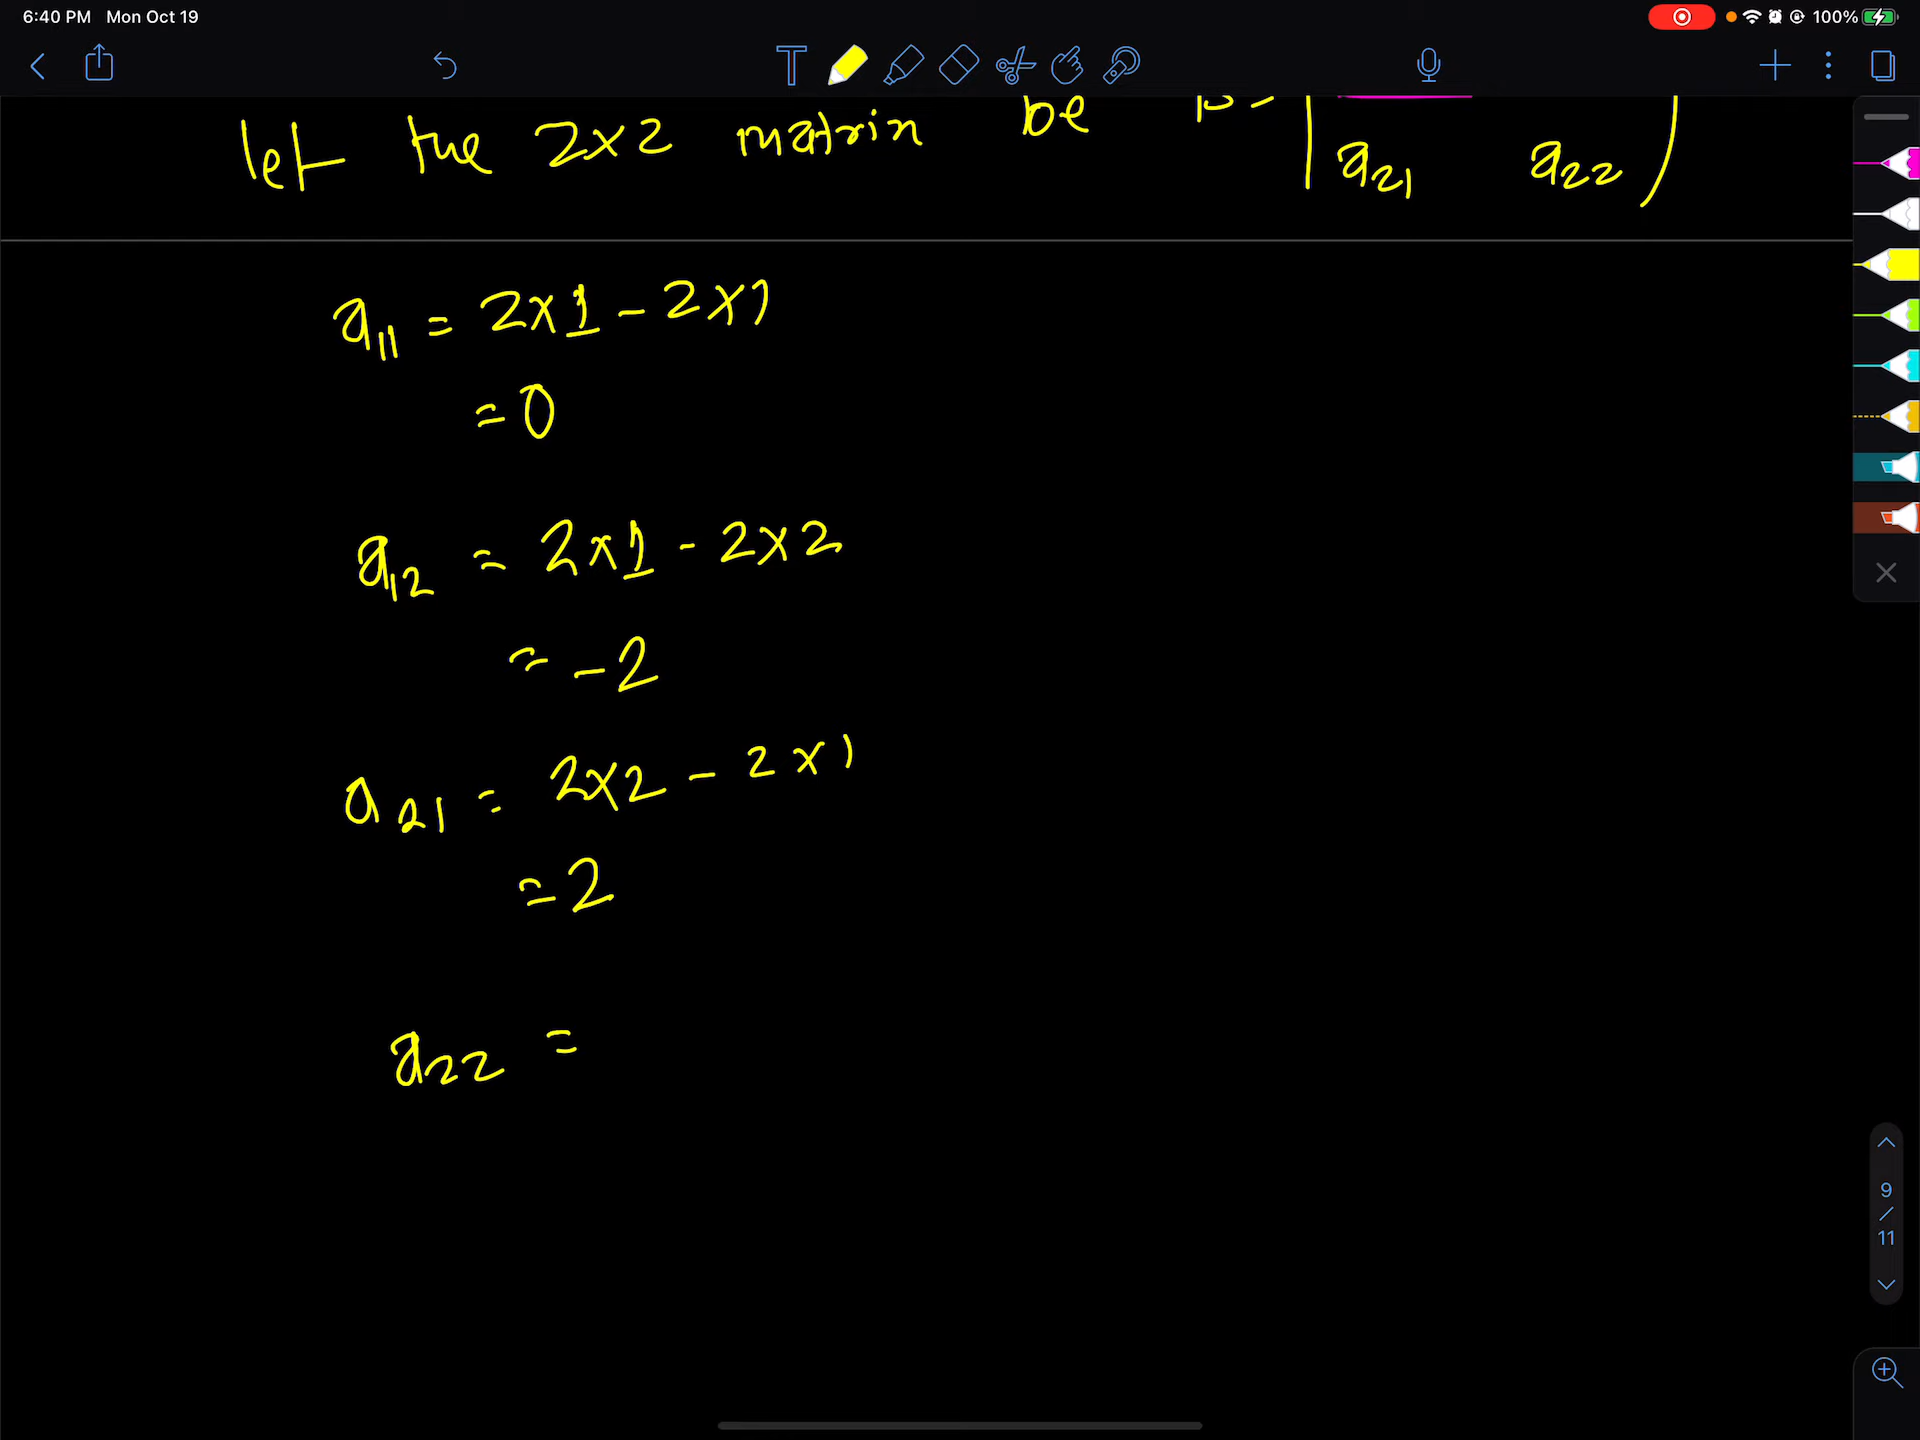 6:40 PM Mon Oct 19 100%
let the 2x2 matrin be B =
a21 a22
a11 = 2x1 - 2x1
= 0
a12 = 2x1 - 2x2
= -2
a21 = 2x2 - 2x1
= 2
a22 =
9
/
11